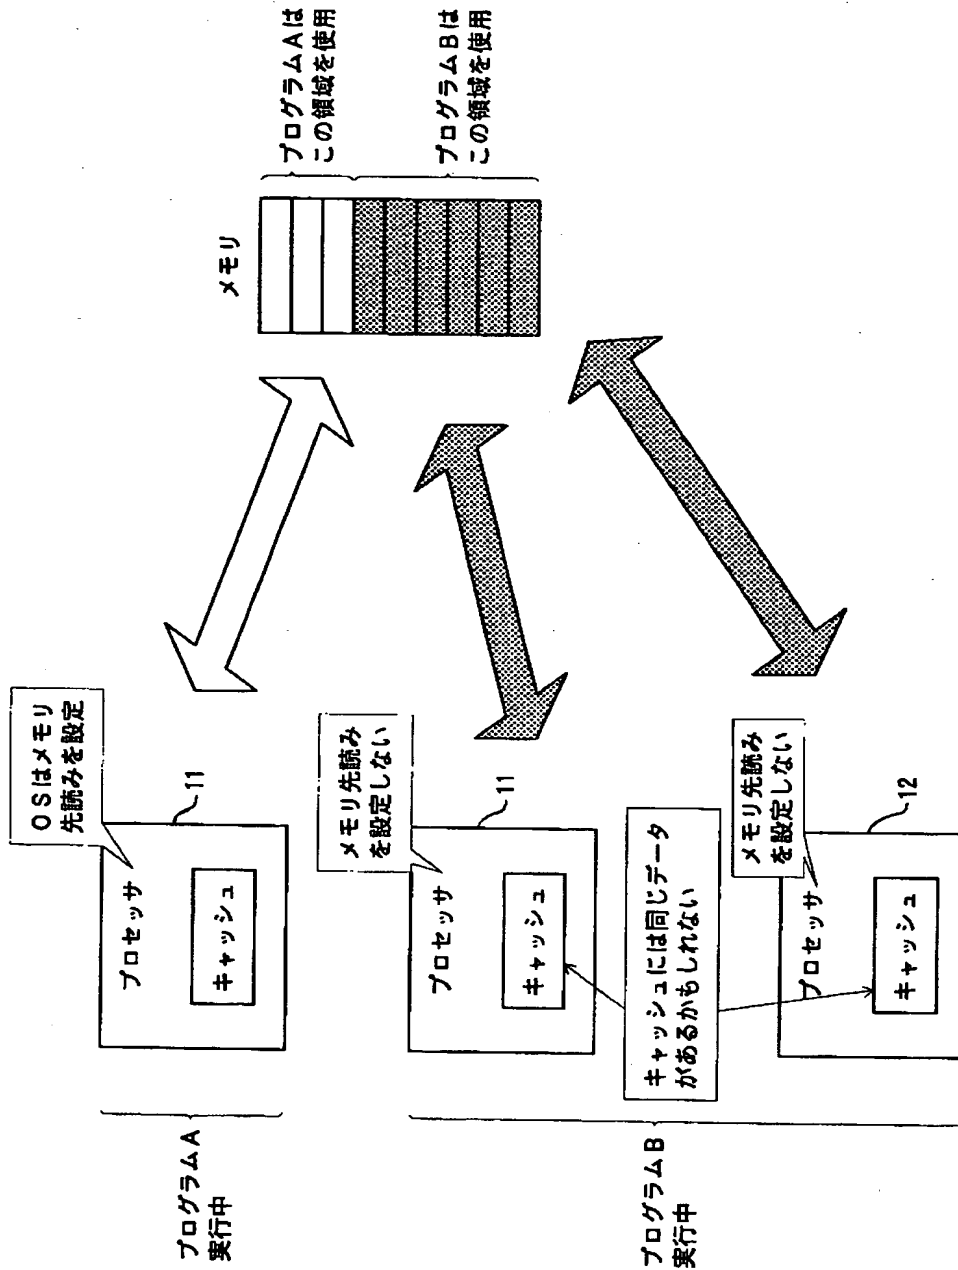 プログラムA
実行中
プロセッサ
キャッシュ
OSはメモリ
先読みを設定
11
プログラムB
実行中
プロセッサ
キャッシュ
メモリ先読み
を設定しない
11
キャッシュには同じデータ
があるかもしれない
プロセッサ
キャッシュ
メモリ先読み
を設定しない
12
メモリ
プログラムAは
この領域を使用
プログラムBは
この領域を使用